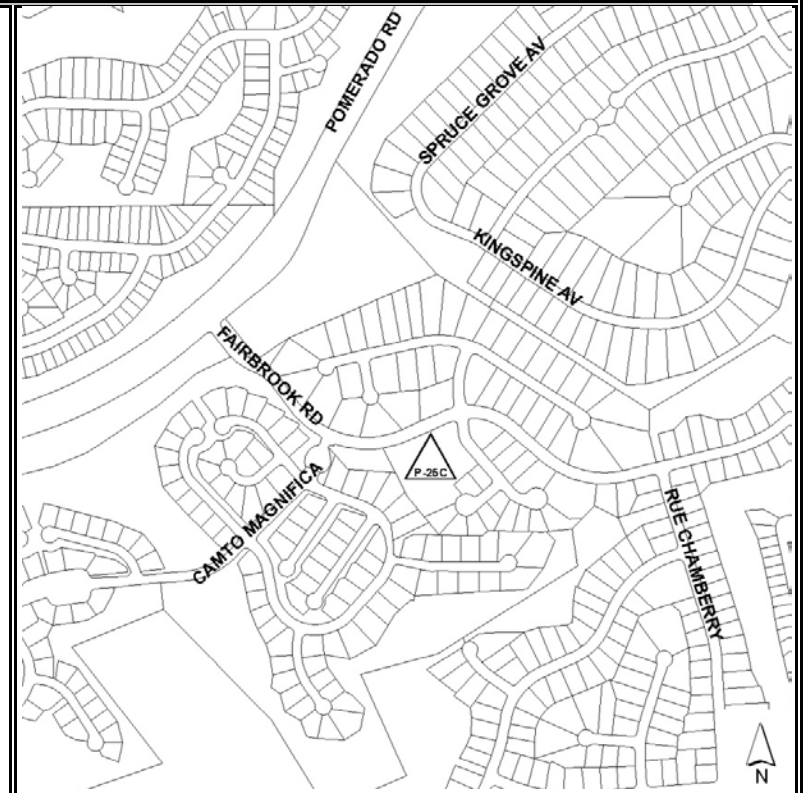 POMERADO RD
SPRUCE GROVE AV
KINGSPINE AV
FAIRBROOK RD
P-25C
CAMTO MAGNIFICA
RUE CHAMBERRY
N